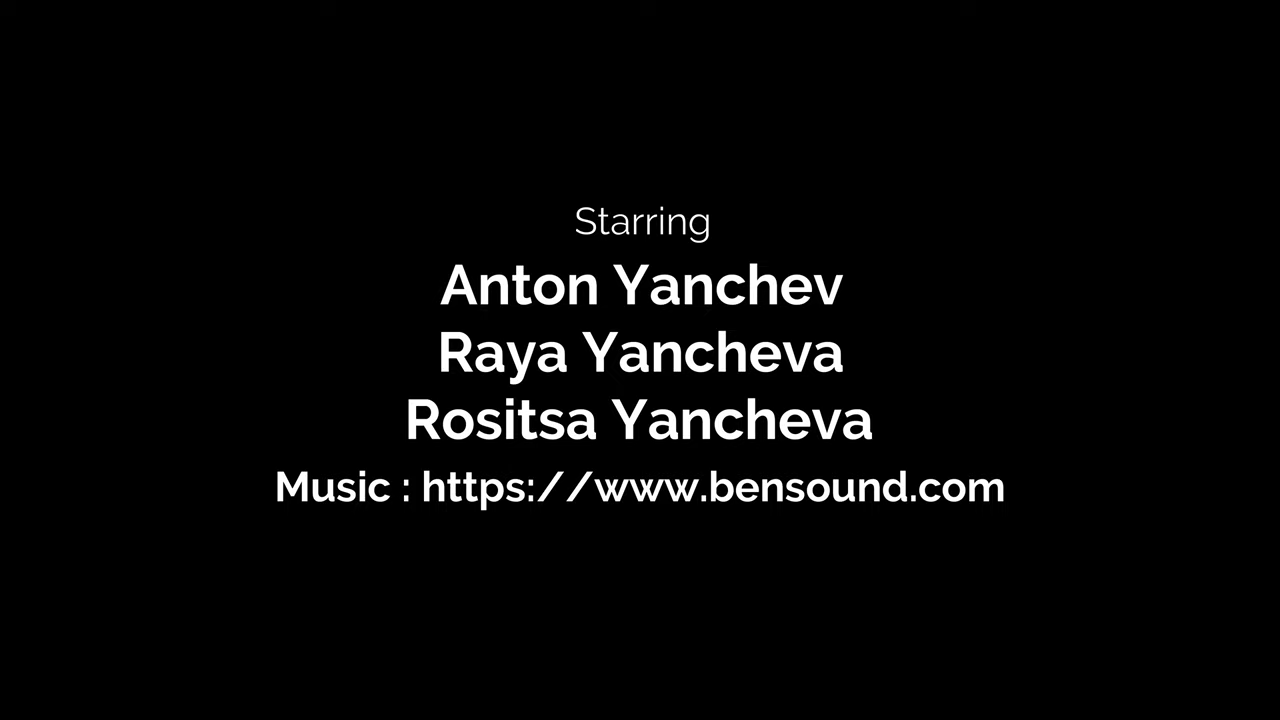 Starring
Anton Yanchev
Raya Yancheva
Rositsa Yancheva
Music : https://www.bensound.com